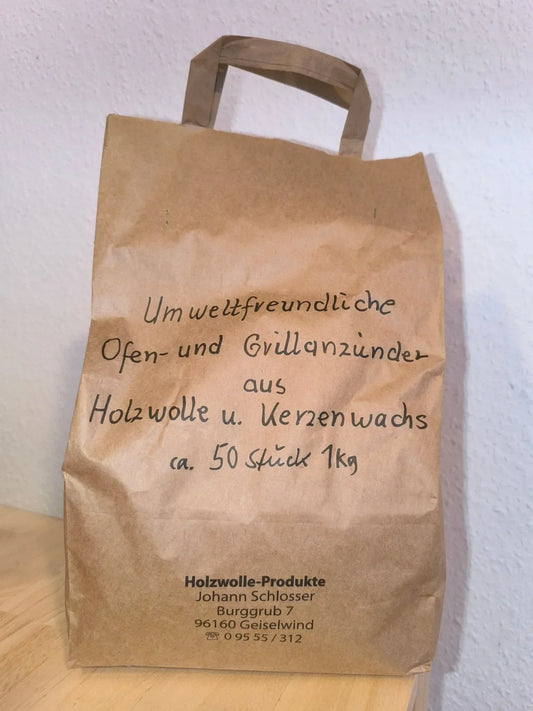 Umweltfreundliche
Ofen- und Grillanzünder
aus
Holzwolle u. Kerzenwachs
ca. 50 Stück 1kg
Holzwolle-Produkte
Johann Schlosser
Burggrub 7
96160 Geiselwind
☏ 0 95 55 / 312